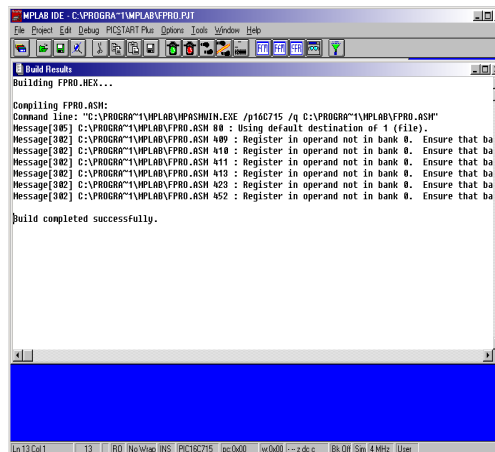 MPLAB IDE - C:\PROGRA~1\MPLAB\FPRO.PJT
File Project Edit Debug PICSTART Plus Options Tools Window Help
Build Results
Building FPRO.HEX...
Compiling FPRO.ASM:
Command line: "C:\PROGRA~1\MPLAB\MPASMWIN.EXE /p16C715 /q C:\PROGRA~1\MPLAB\FPRO.ASM"
Message[305] C:\PROGRA~1\MPLAB\FPRO.ASM 80 : Using default destination of 1 (file).
Message[302] C:\PROGRA~1\MPLAB\FPRO.ASM 409 : Register in operand not in bank 0. Ensure that ba
Message[302] C:\PROGRA~1\MPLAB\FPRO.ASM 410 : Register in operand not in bank 0. Ensure that ba
Message[302] C:\PROGRA~1\MPLAB\FPRO.ASM 411 : Register in operand not in bank 0. Ensure that ba
Message[302] C:\PROGRA~1\MPLAB\FPRO.ASM 413 : Register in operand not in bank 0. Ensure that ba
Message[302] C:\PROGRA~1\MPLAB\FPRO.ASM 423 : Register in operand not in bank 0. Ensure that ba
Message[302] C:\PROGRA~1\MPLAB\FPRO.ASM 452 : Register in operand not in bank 0. Ensure that ba
Build completed successfully.
Ln 13 Col 1 13 RO No Wrap INS PIC16C715 pc:0x00 w:0x00 -- z dc c Bk Off Sim 4 MHz User